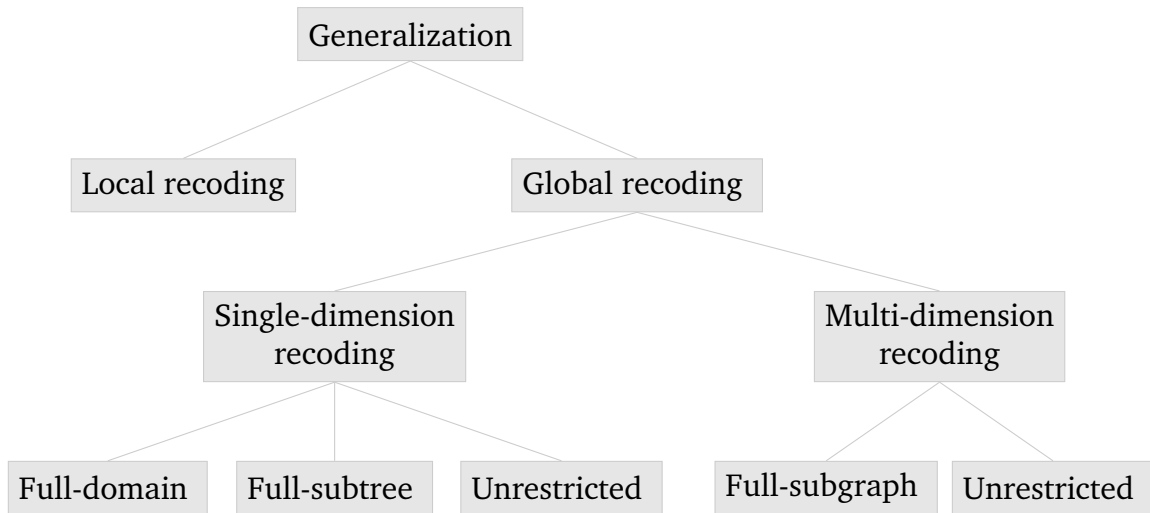 Generalization
Local recoding
Global recoding
Single-dimension
recoding
Multi-dimension
recoding
Full-domain
Full-subtree
Unrestricted
Full-subgraph
Unrestricted